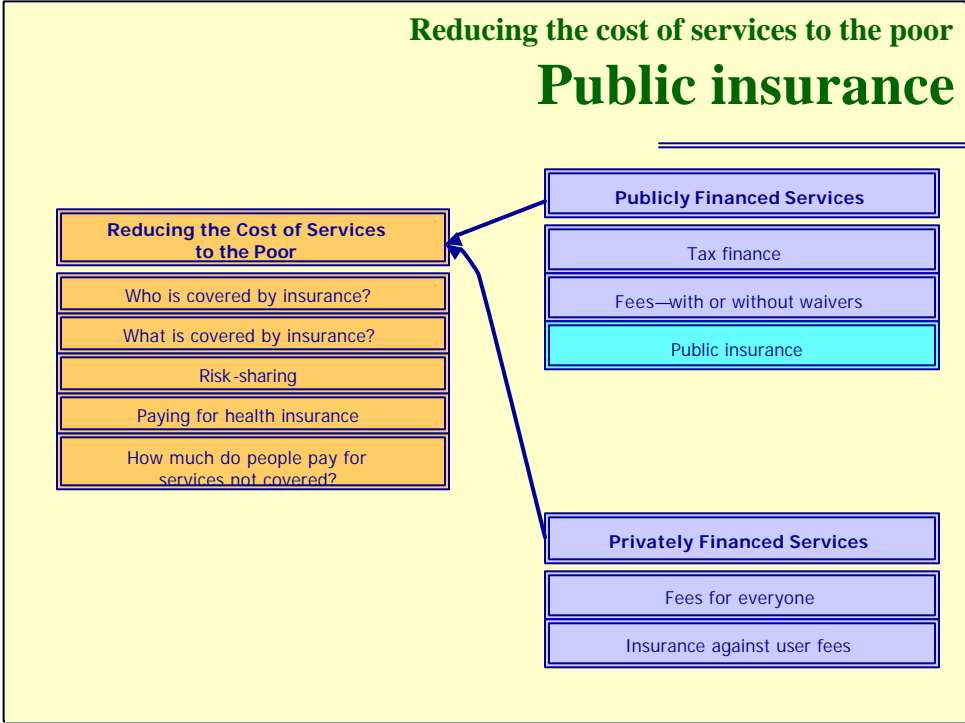 Reducing the cost of services to the poor
Public insurance
Reducing the Cost of Services
to the Poor
Who is covered by insurance?
What is covered by insurance?
Risk-sharing
Paying for health insurance
How much do people pay for
services not covered?
Publicly Financed Services
Tax finance
Fees—with or without waivers
Public insurance
Privately Financed Services
Fees for everyone
Insurance against user fees